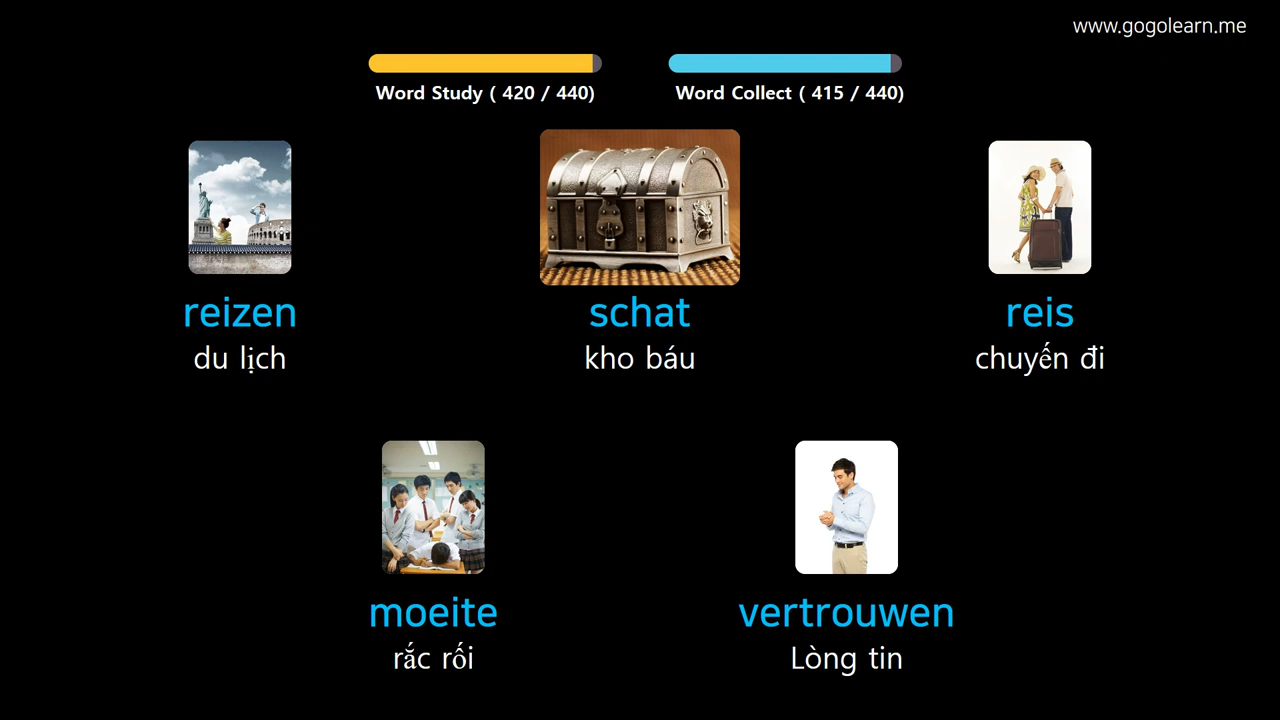 www.gogolearn.me
Word Study ( 420 / 440)
Word Collect ( 415 / 440)
reizen
du lịch
schat
kho báu
reis
chuyến đi
moeite
rắc rối
vertrouwen
Lòng tin